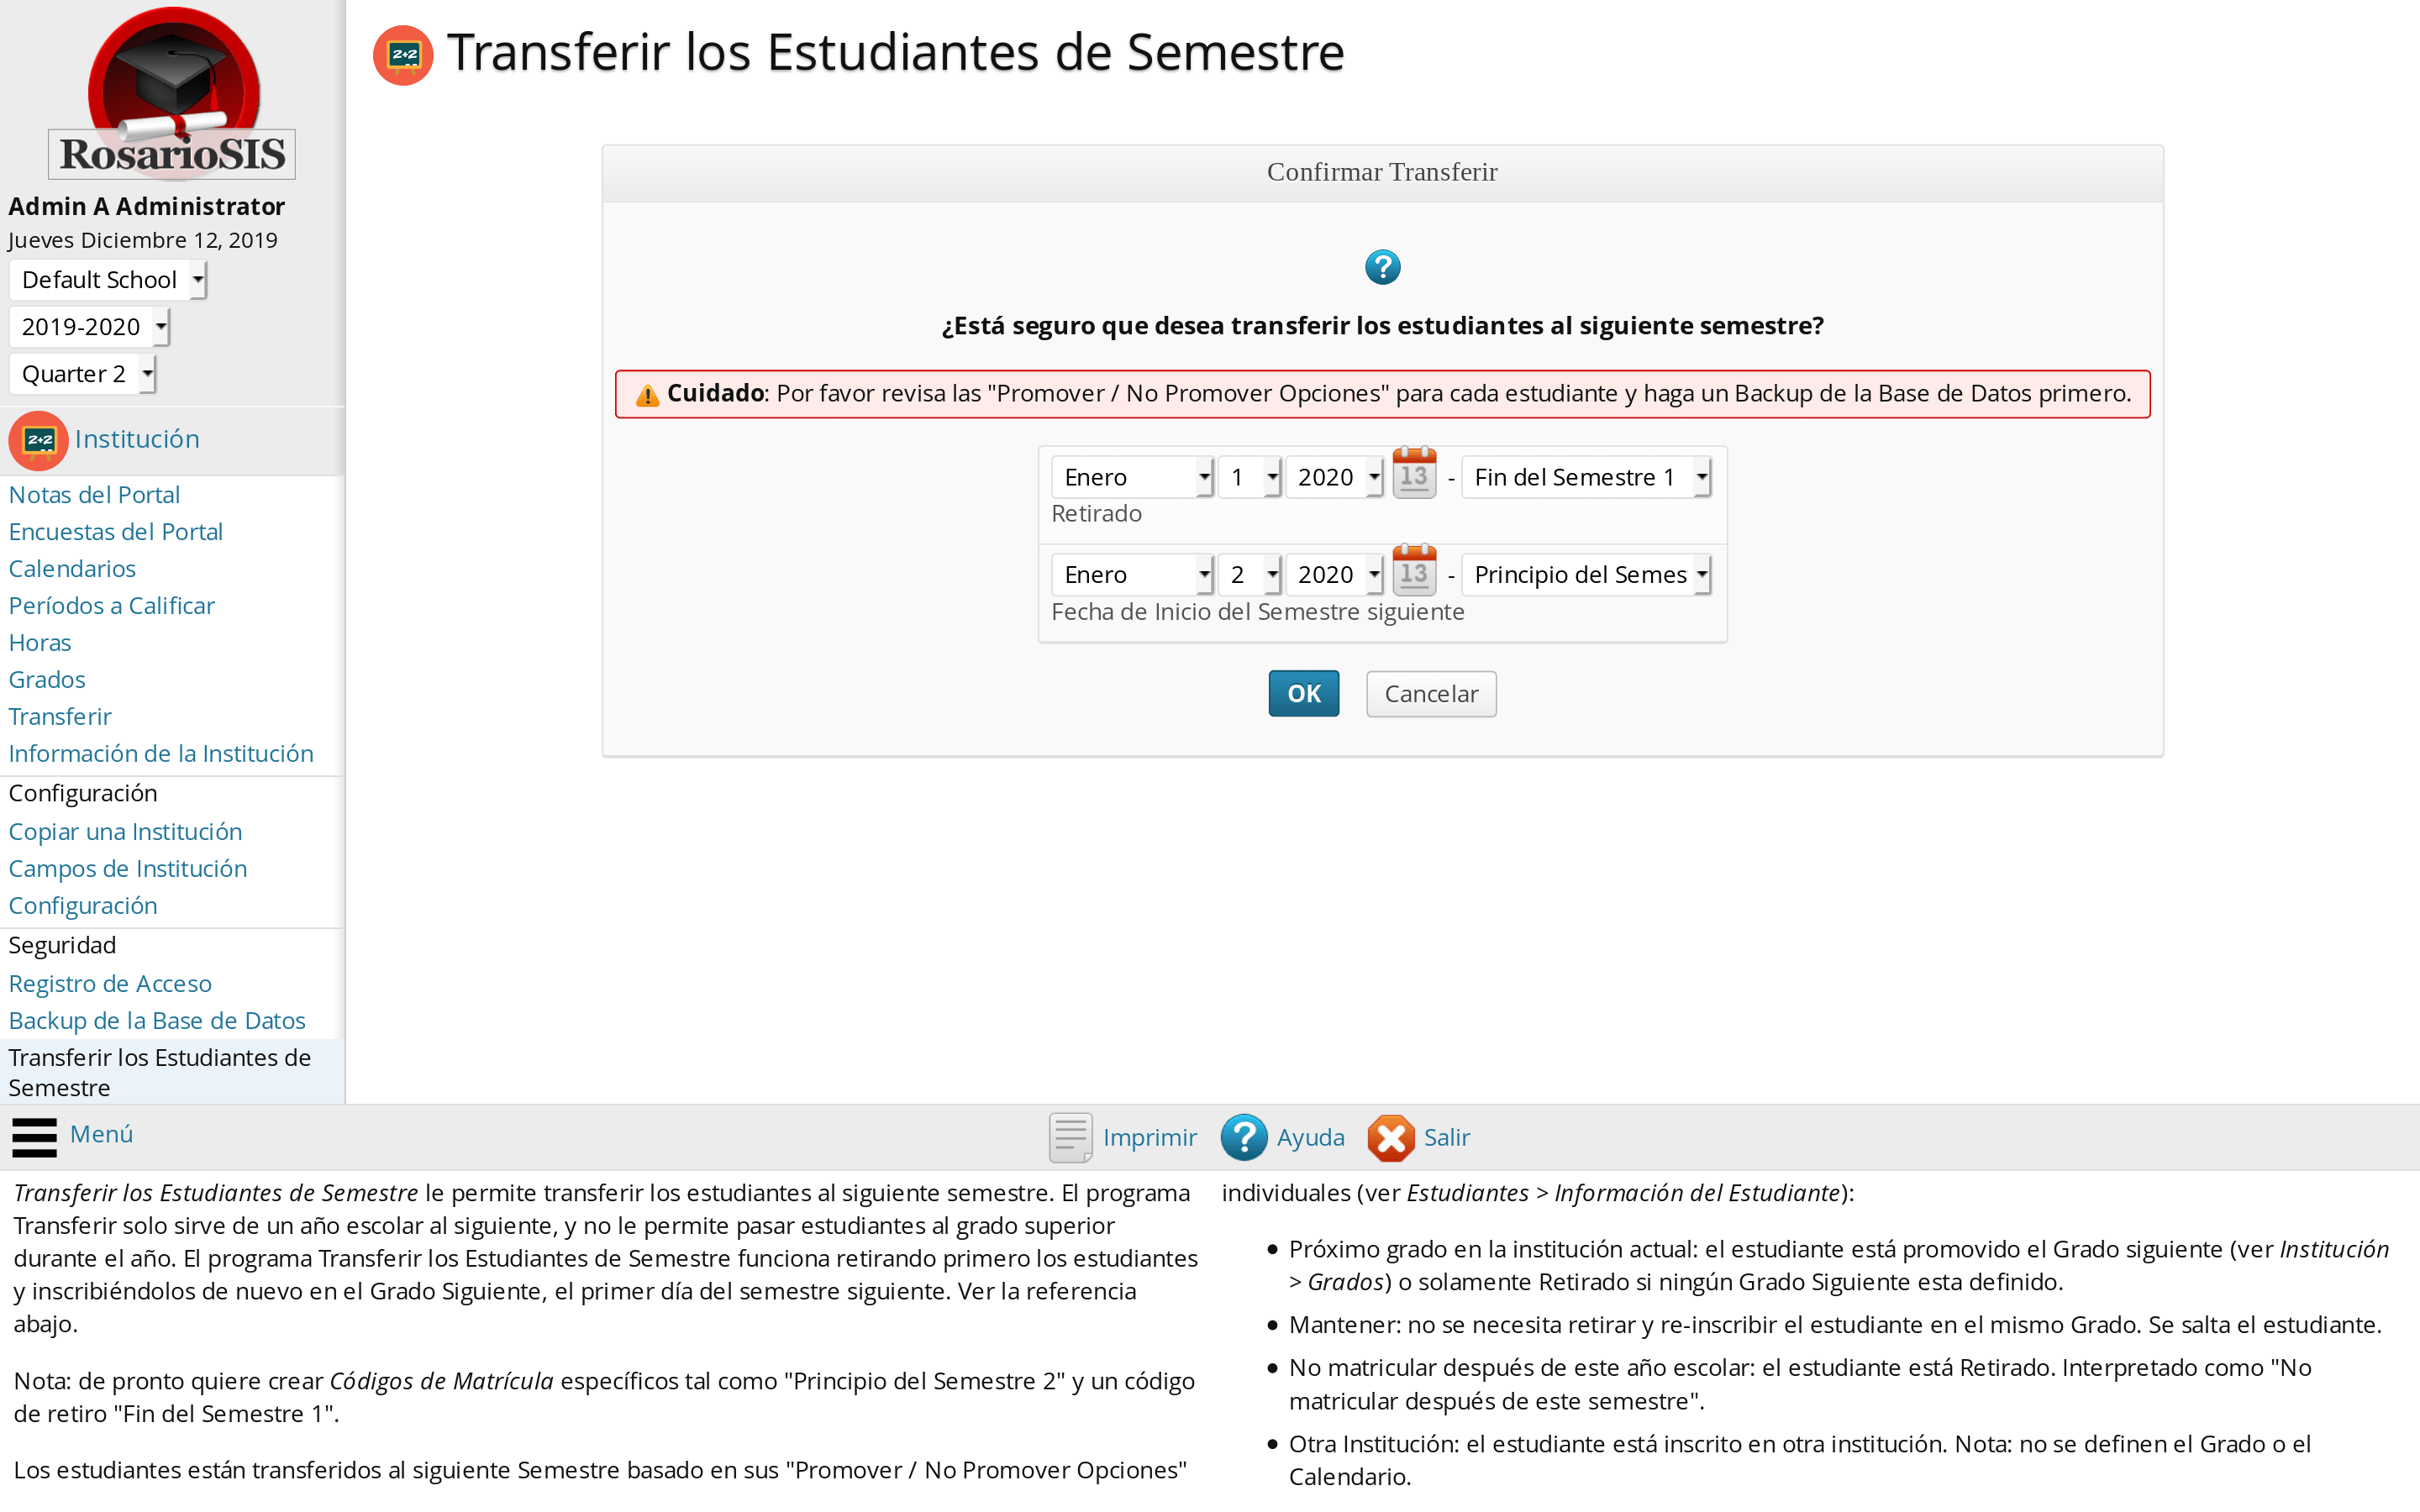 RosarioSIS
Admin A Administrator
Jueves Diciembre 12, 2019
Default School
2019-2020
Quarter 2
2+2
Institución
Notas del Portal
Encuestas del Portal
Calendarios
Períodos a Calificar
Horas
Grados
Transferir
Información de la Institución
Configuración
Copiar una Institución
Campos de Institución
Configuración
Seguridad
Registro de Acceso
Backup de la Base de Datos
Transferir los Estudiantes de
Semestre
2+2
Transferir los Estudiantes de Semestre
Confirmar Transferir
?
¿Está seguro que desea transferir los estudiantes al siguiente semestre?
Cuidado: Por favor revisa las "Promover / No Promover Opciones" para cada estudiante y haga un Backup de la Base de Datos primero.
Enero 1 2020 13 - Fin del Semestre 1
Retirado
Enero 2 2020 13 - Principio del Semes
Fecha de Inicio del Semestre siguiente
OK Cancelar
Menú Imprimir ? Ayuda Salir
Transferir los Estudiantes de Semestre le permite transferir los estudiantes al siguiente semestre. El programa
Transferir solo sirve de un año escolar al siguiente, y no le permite pasar estudiantes al grado superior
durante el año. El programa Transferir los Estudiantes de Semestre funciona retirando primero los estudiantes
y inscribiéndolos de nuevo en el Grado Siguiente, el primer día del semestre siguiente. Ver la referencia
abajo.
Nota: de pronto quiere crear Códigos de Matrícula específicos tal como "Principio del Semestre 2" y un código
de retiro "Fin del Semestre 1".
Los estudiantes están transferidos al siguiente Semestre basado en sus "Promover / No Promover Opciones"
individuales (ver Estudiantes > Información del Estudiante):
● Próximo grado en la institución actual: el estudiante está promovido el Grado siguiente (ver Institución
> Grados) o solamente Retirado si ningún Grado Siguiente esta definido.
● Mantener: no se necesita retirar y re-inscribir el estudiante en el mismo Grado. Se salta el estudiante.
● No matricular después de este año escolar: el estudiante está Retirado. Interpretado como "No
matricular después de este semestre".
● Otra Institución: el estudiante está inscrito en otra institución. Nota: no se definen el Grado o el
Calendario.